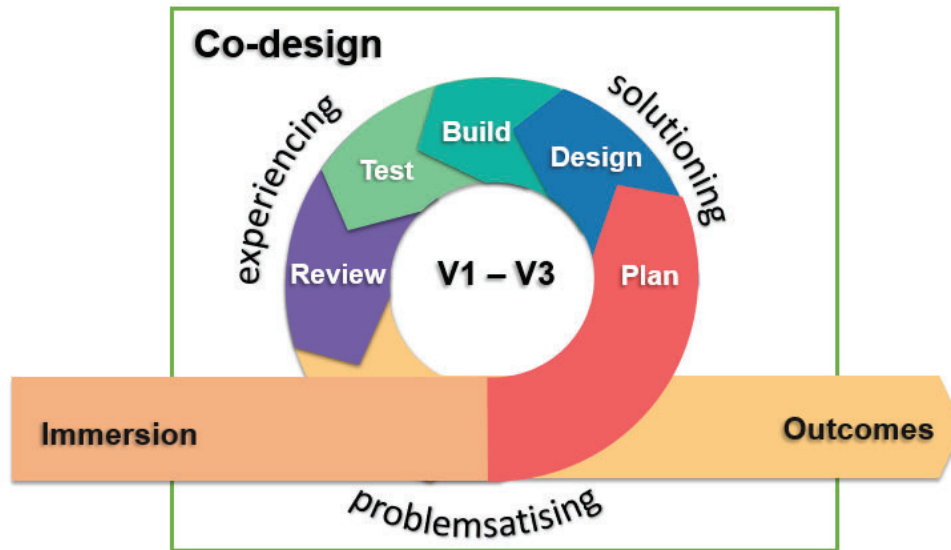 Co-design
experiencing
solutioning
Build
Test
Design
Review
V1 – V3
Plan
Immersion
Outcomes
problemsatising